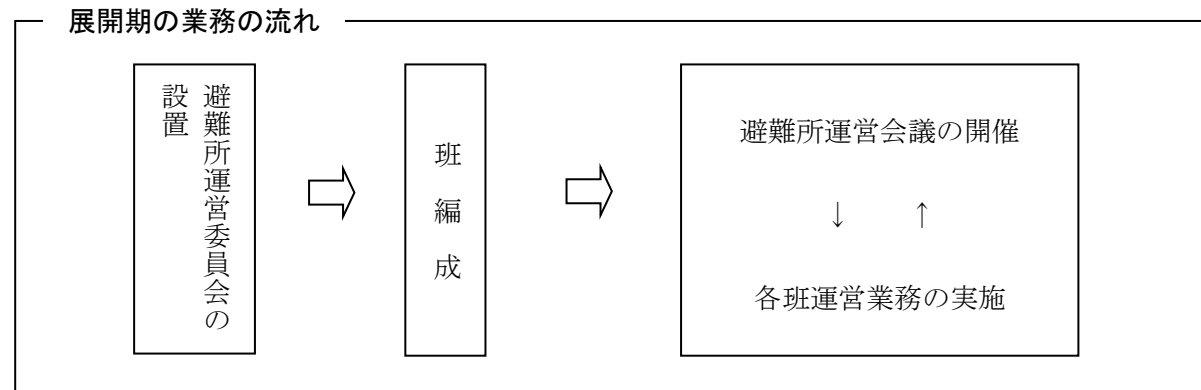 展開期の業務の流れ
避難所運営委員会の
設置
班編成
避難所運営会議の開催
↓ ↑
各班運営業務の実施